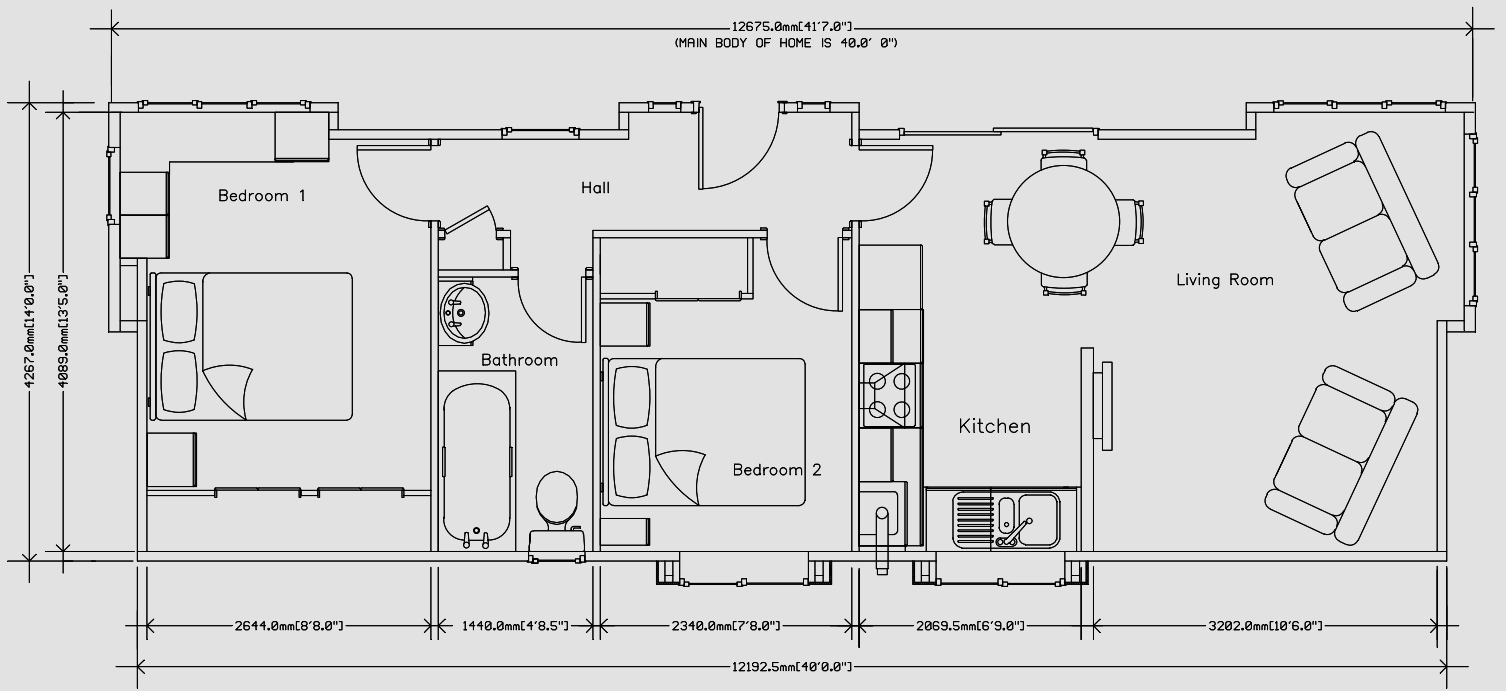 12675.0mm[41'7.0"]
(MAIN BODY OF HOME IS 40.0' 0")
Bedroom 1
Hall
Living Room
4267.0mm[14'0.0"]
4089.0mm[13'5.0"]
Bathroom
Kitchen
Bedroom 2
2644.0mm[8'8.0"]
1440.0mm[4'8.5"]
2340.0mm[7'8.0"]
2069.5mm[6'9.0"]
3202.0mm[10'6.0"]
12192.5mm[40'0.0"]